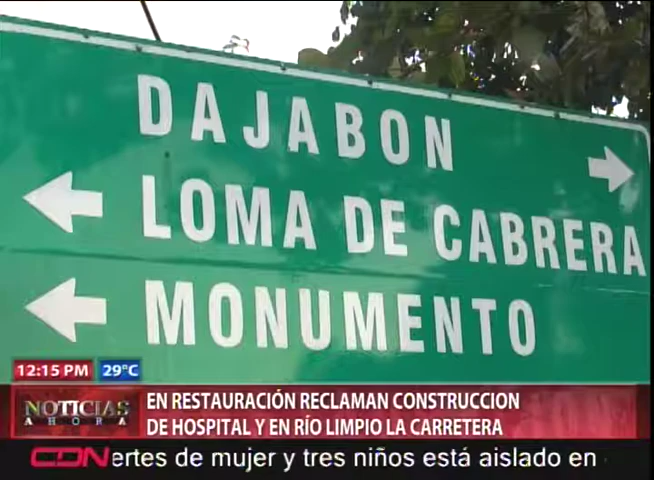 DAJABON
LOMA DE CABRERA
MONUMENTO
12:15 PM 29°C
NOTICIAS
AHORA
EN RESTAURACIÓN RECLAMAN CONSTRUCCION
DE HOSPITAL Y EN RÍO LIMPIO LA CARRETERA
CDN ertes de mujer y tres niños está aislado en